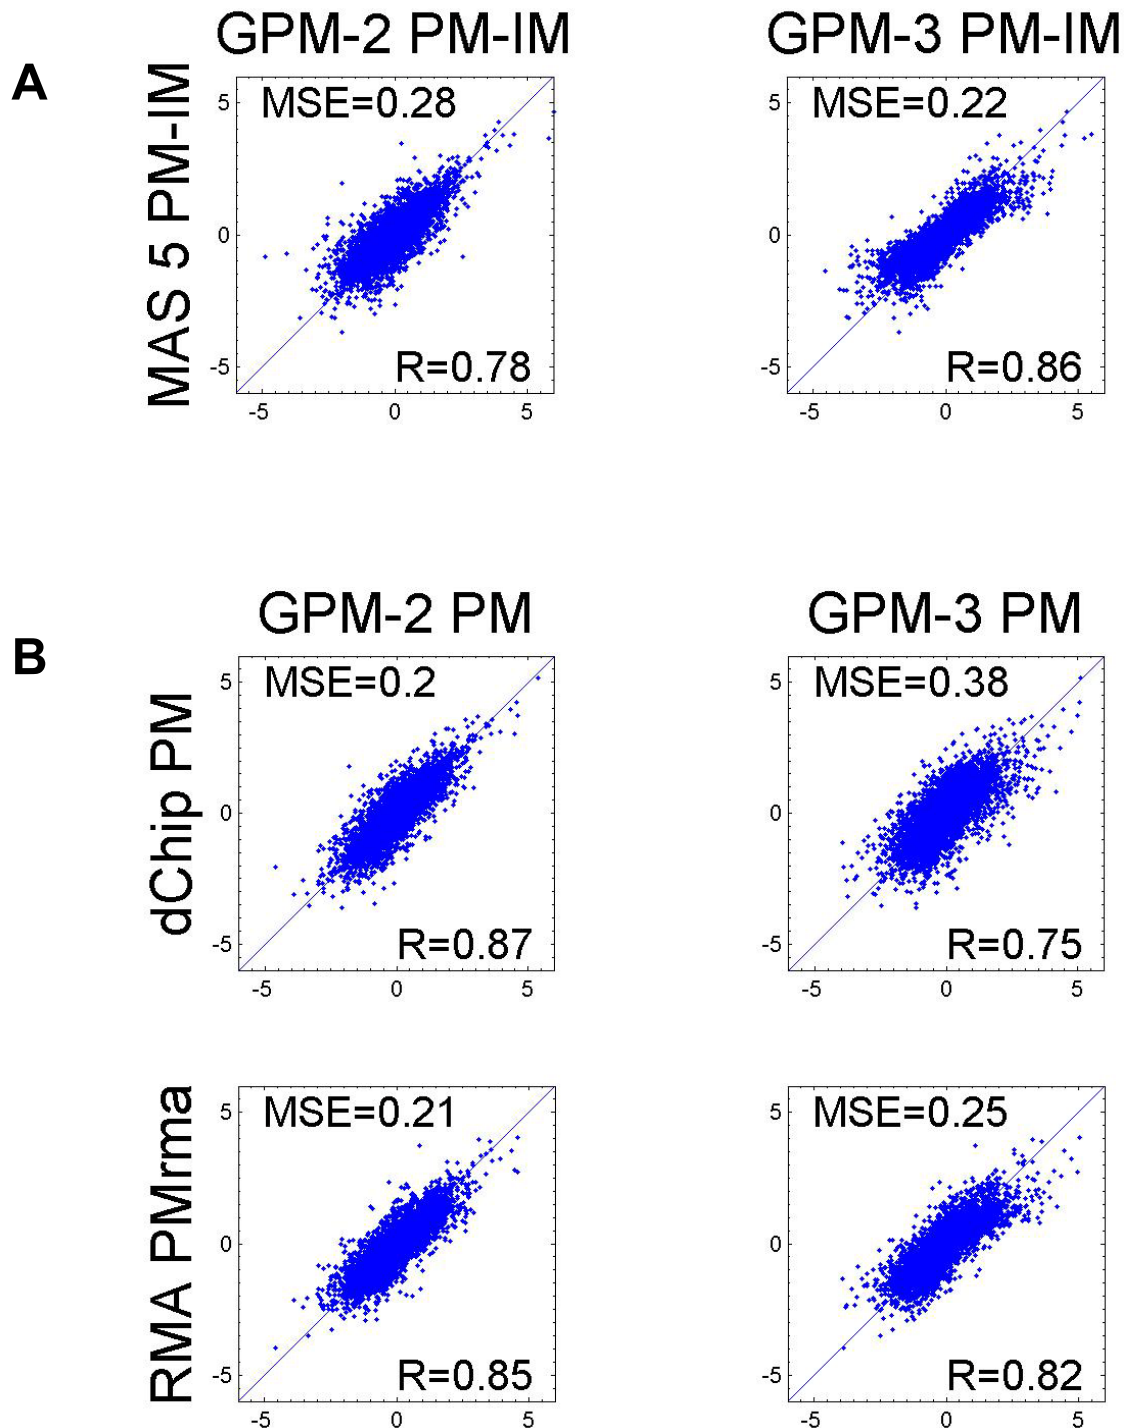 GPM-2 PM-IM
GPM-3 PM-IM
A
MAS 5 PM-IM
MSE=0.28
R=0.78
5
0
-5
-5 0 5
MSE=0.22
R=0.86
5
0
-5
-5 0 5
GPM-2 PM
GPM-3 PM
B
dChip PM
MSE=0.2
R=0.87
5
0
-5
-5 0 5
MSE=0.38
R=0.75
5
0
-5
-5 0 5
RMA PMrma
MSE=0.21
R=0.85
5
0
-5
-5 0 5
MSE=0.25
R=0.82
5
0
-5
-5 0 5